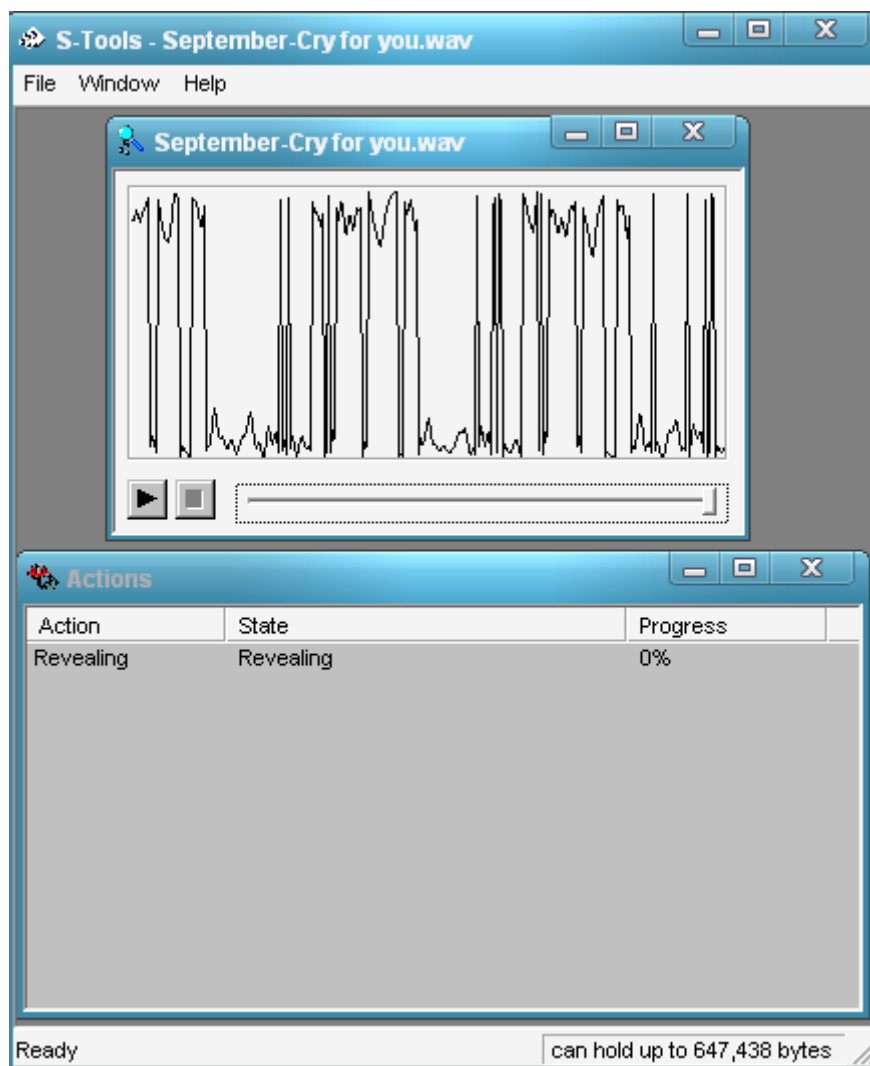 S-Tools - September-Cry for you.wav
File Window Help
September-Cry for you.wav
Actions
Action State Progress
Revealing Revealing 0%
Ready can hold up to 647,438 bytes